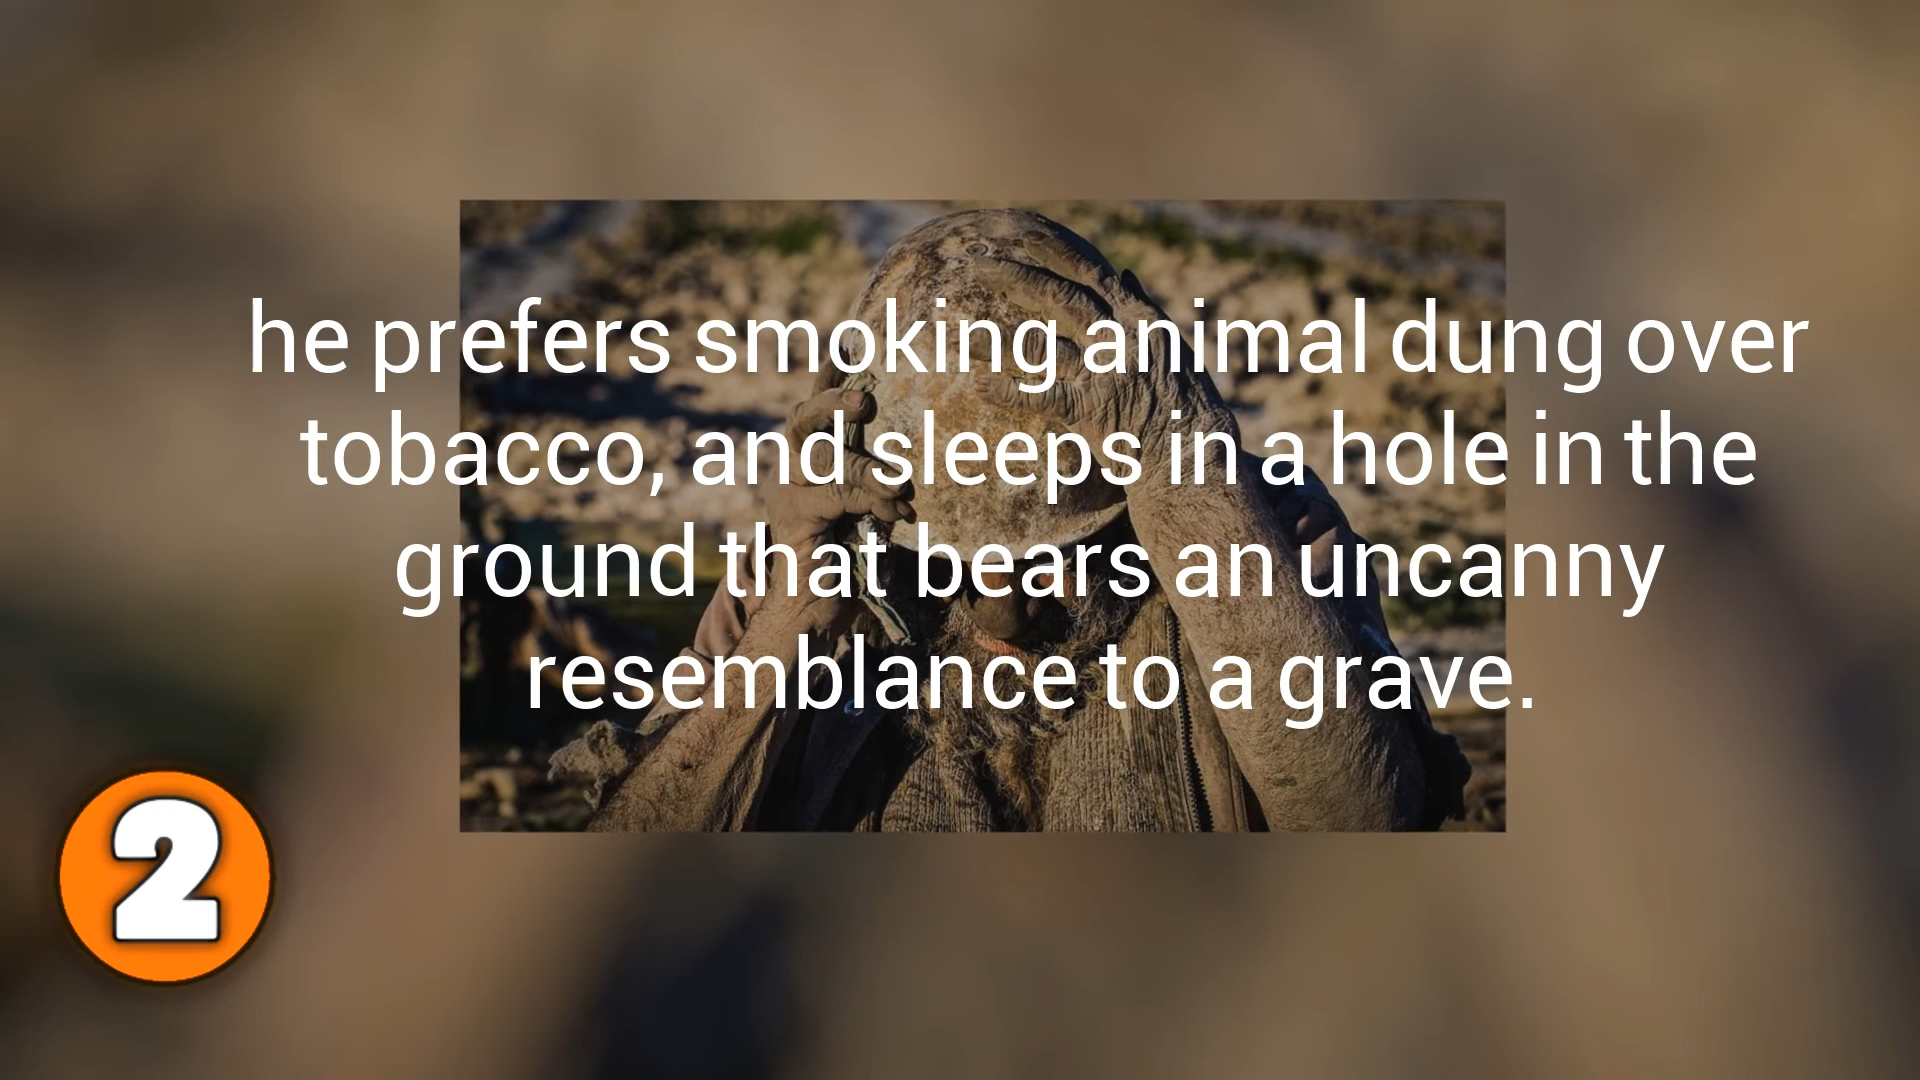 he prefers smoking animal dung over
tobacco, and sleeps in a hole in the
ground that bears an uncanny
resemblance to a grave.
2